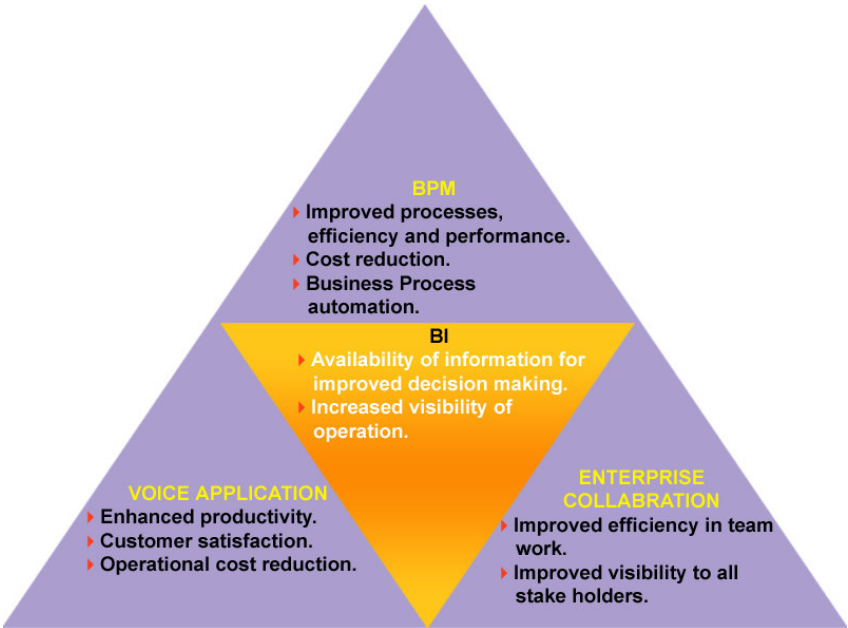 BPM
Improved processes,
efficiency and performance.
Cost reduction.
Business Process
automation.
BI
Availability of information for
improved decision making.
Increased visibility of
operation.
VOICE APPLICATION
Enhanced productivity.
Customer satisfaction.
Operational cost reduction.
ENTERPRISE
COLLABRATION
Improved efficiency in team
work.
Improved visibility to all
stake holders.